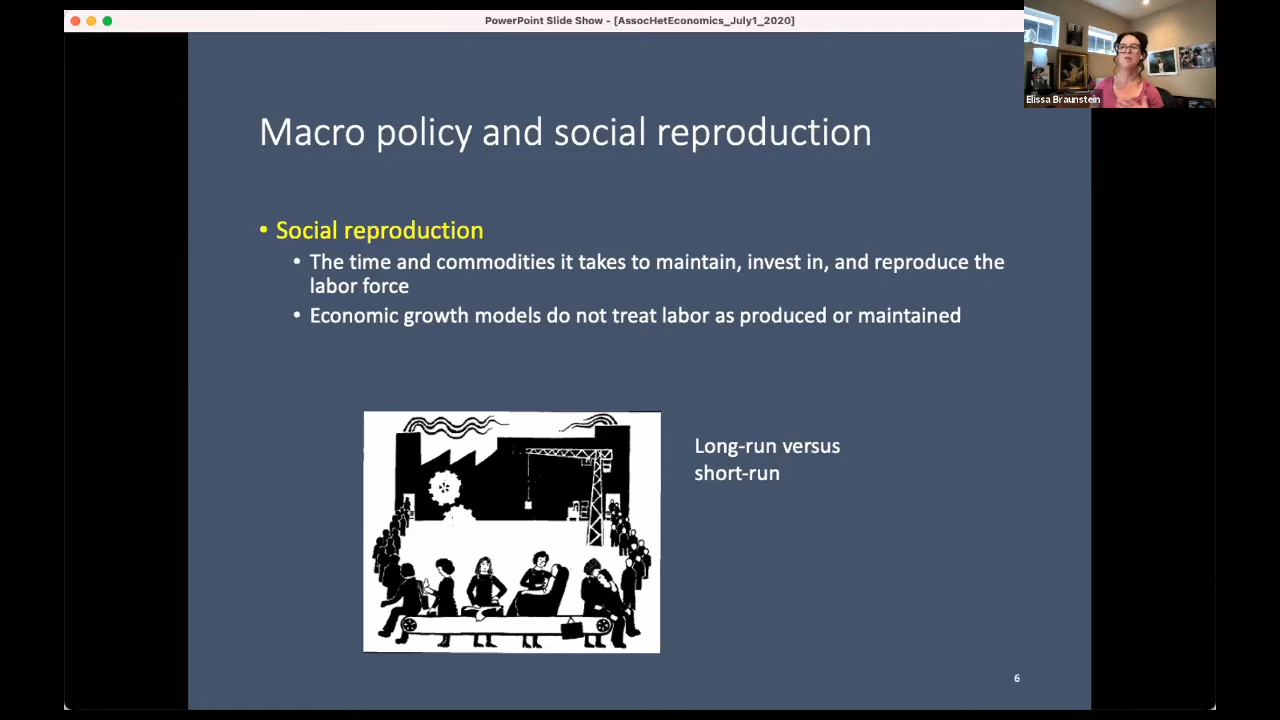 PowerPoint Slide Show - [AssocHetEconomics_July1_2020]
Elissa Braunstein
Macro policy and social reproduction
• Social reproduction
• The time and commodities it takes to maintain, invest in, and reproduce the
labor force
• Economic growth models do not treat labor as produced or maintained
Long-run versus
short-run
6